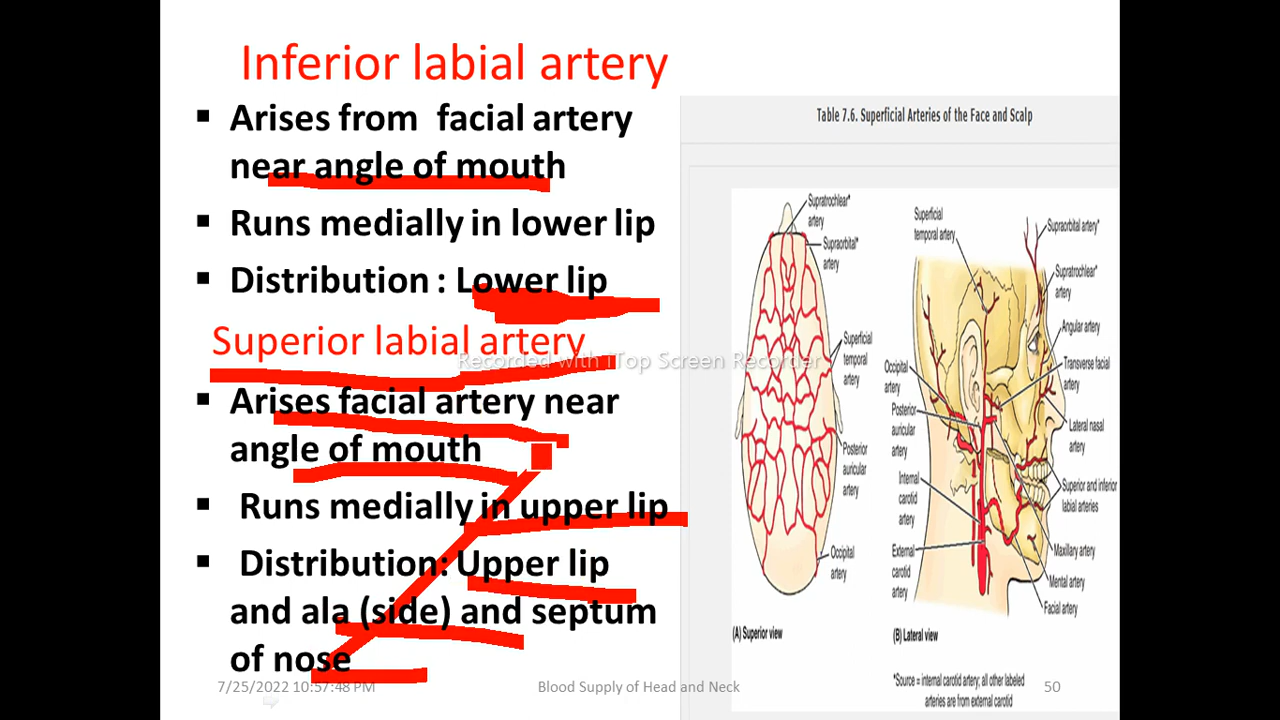 Inferior labial artery
▪ Arises from facial artery
near angle of mouth
▪ Runs medially in lower lip
▪ Distribution : Lower lip
Superior labial artery
▪ Arises facial artery near
angle of mouth
▪ Runs medially in upper lip
▪ Distribution: Upper lip
and ala (side) and septum
of nose
Recorded with iTop Screen Recorder
Table 7.6. Superficial Arteries of the Face and Scalp
Supratrochlear*
artery
Supraorbital*
artery
Superficial
temporal
artery
Posterior
auricular
artery
Occipital
artery
(A) Superior view
Superficial
temporal artery
Supraorbital artery*
Supratrochlear*
artery
Angular artery
Transverse facial
artery
Lateral nasal
artery
Superior and inferior
labial arteries
Maxillary artery
Mental artery
Facial artery
Occipital
artery
Posterior
auricular
artery
Internal
carotid
artery
External
carotid
artery
(B) Lateral view
*Source = internal carotid artery; all other labeled
arteries are from external carotid
7/25/2022 10:57:48 PM
Blood Supply of Head and Neck
50